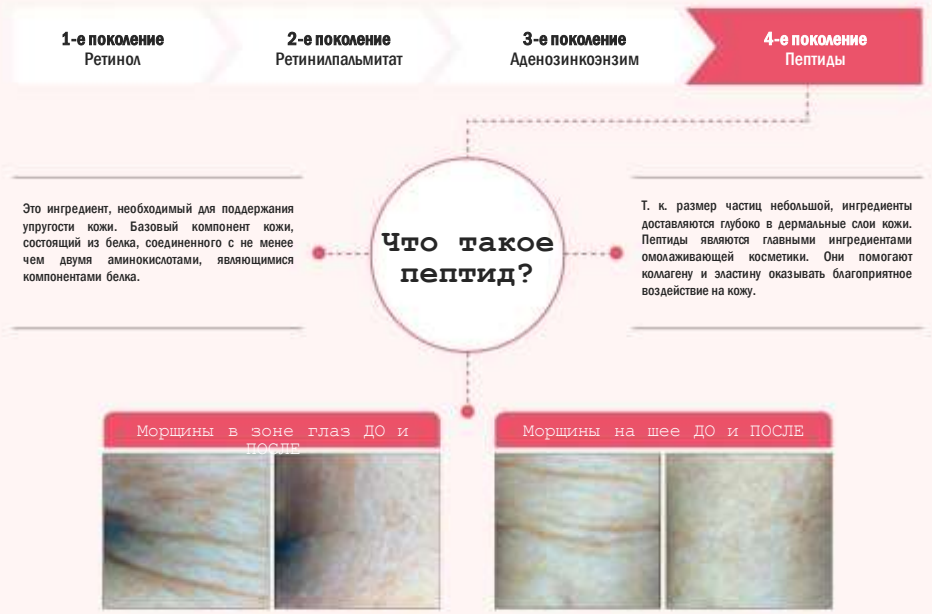 1-е поколение
Ретинол
2-е поколение
Ретинилпальмитат
3-е поколение
Аденозинкоэнзим
4-е поколение
Пептиды
Что такое
пептид?
Это ингредиент, необходимый для поддержания
упругости кожи. Базовый компонент кожи,
состоящий из белка, соединенного с не менее
чем двумя аминокислотами, являющимися
компонентами белка.
Т. к. размер частиц небольшой, ингредиенты
доставляются глубоко в дермальные слои кожи.
Пептиды являются главными ингредиентами
омолаживающей косметики. Они помогают
коллагену и эластину оказывать благоприятное
воздействие на кожу.
Морщины в зоне глаз ДО и
ПОСЛЕ
Морщины на шее ДО и ПОСЛЕ